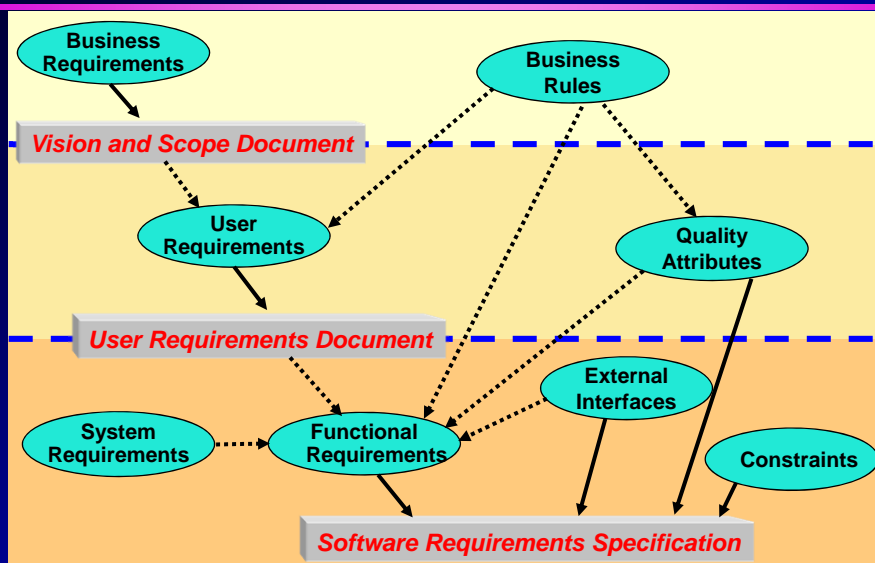 Business
Requirements
Business
Rules
Vision and Scope Document
User
Requirements
Quality
Attributes
User Requirements Document
External
Interfaces
System
Requirements
Functional
Requirements
Constraints
Software Requirements Specification